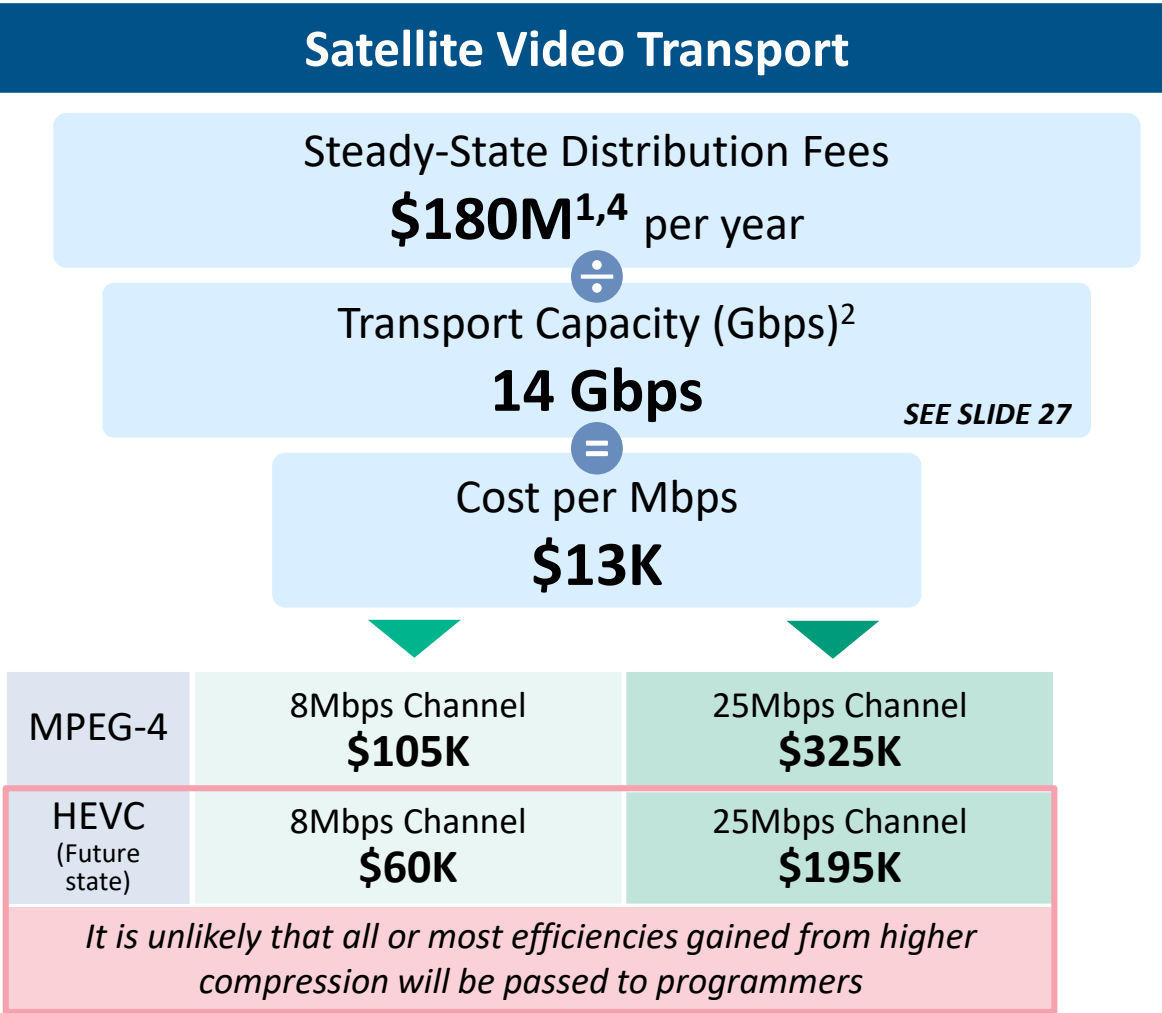 Satellite Video Transport
Steady-State Distribution Fees
$180M1,4 per year
÷
Transport Capacity (Gbps)2
14 Gbps
SEE SLIDE 27
=
Cost per Mbps
$13K
MPEG-4
8Mbps Channel
$105K
25Mbps Channel
$325K
HEVC
(Future
state)
8Mbps Channel
$60K
25Mbps Channel
$195K
It is unlikely that all or most efficiencies gained from higher
compression will be passed to programmers